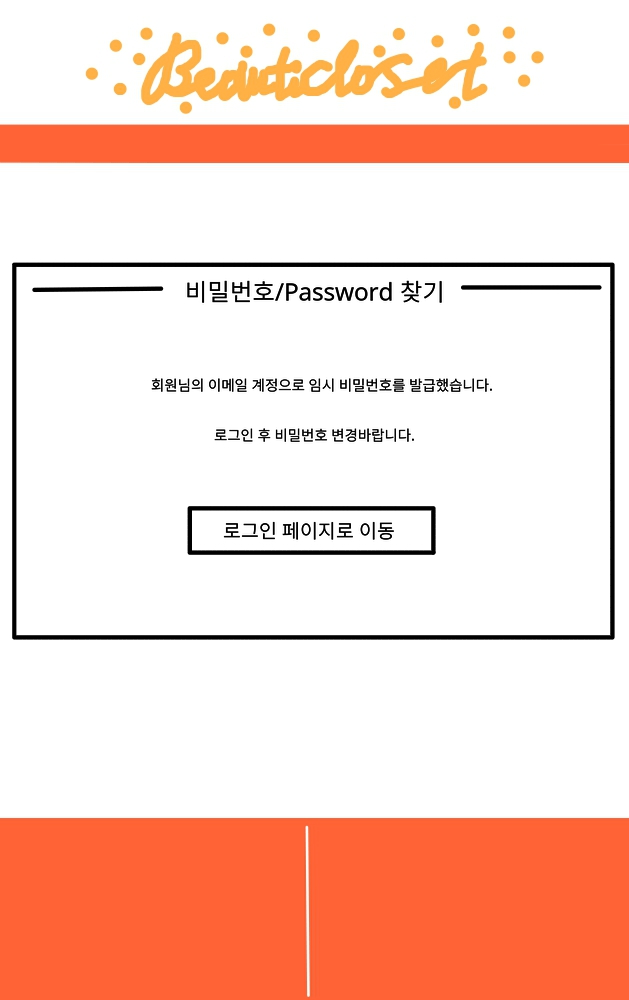 Beauticloset
비밀번호/Password 찾기
회원님의 이메일 계정으로 임시 비밀번호를 발급했습니다.
로그인 후 비밀번호 변경바랍니다.
로그인 페이지로 이동